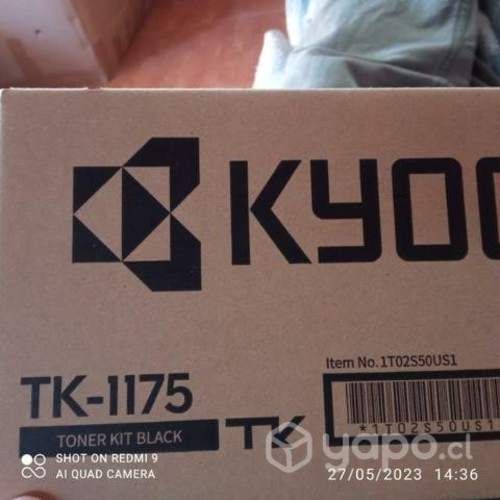 KYOC
Item No. 1T02S50US1
TK-1175
TONER KIT BLACK
TK
*1T02S50US1
yapo.cl
SHOT ON REDMI 9
AI QUAD CAMERA
27/05/2023 14:36